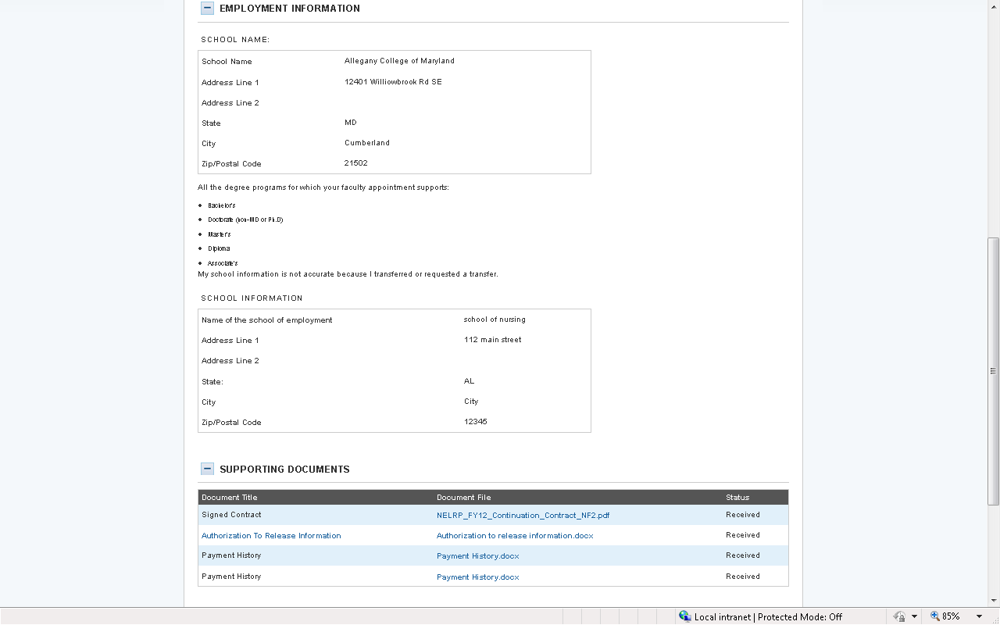 EMPLOYMENT INFORMATION
SCHOOL NAME:
School Name Allegany College of Maryland
Address Line 1 12401 Williowbrook Rd SE
Address Line 2
State MD
City Cumberland
Zip/Postal Code 21502
All the degree programs for which your faculty appointment supports:
• Bachelor's
• Doctorate (non-MD or Ph.D)
• Master's
• Diploma
• Associate's
My school information is not accurate because I transferred or requested a transfer.
SCHOOL INFORMATION
Name of the school of employment school of nursing
Address Line 1 112 main street
Address Line 2
State: AL
City City
Zip/Postal Code 12345
SUPPORTING DOCUMENTS
Document Title Document File Status
Signed Contract NELRP_FY12_Continuation_Contract_NF2.pdf Received
Authorization To Release Information Authorization to release information.docx Received
Payment History Payment History.docx Received
Payment History Payment History.docx Received
Local intranet | Protected Mode: Off 85%